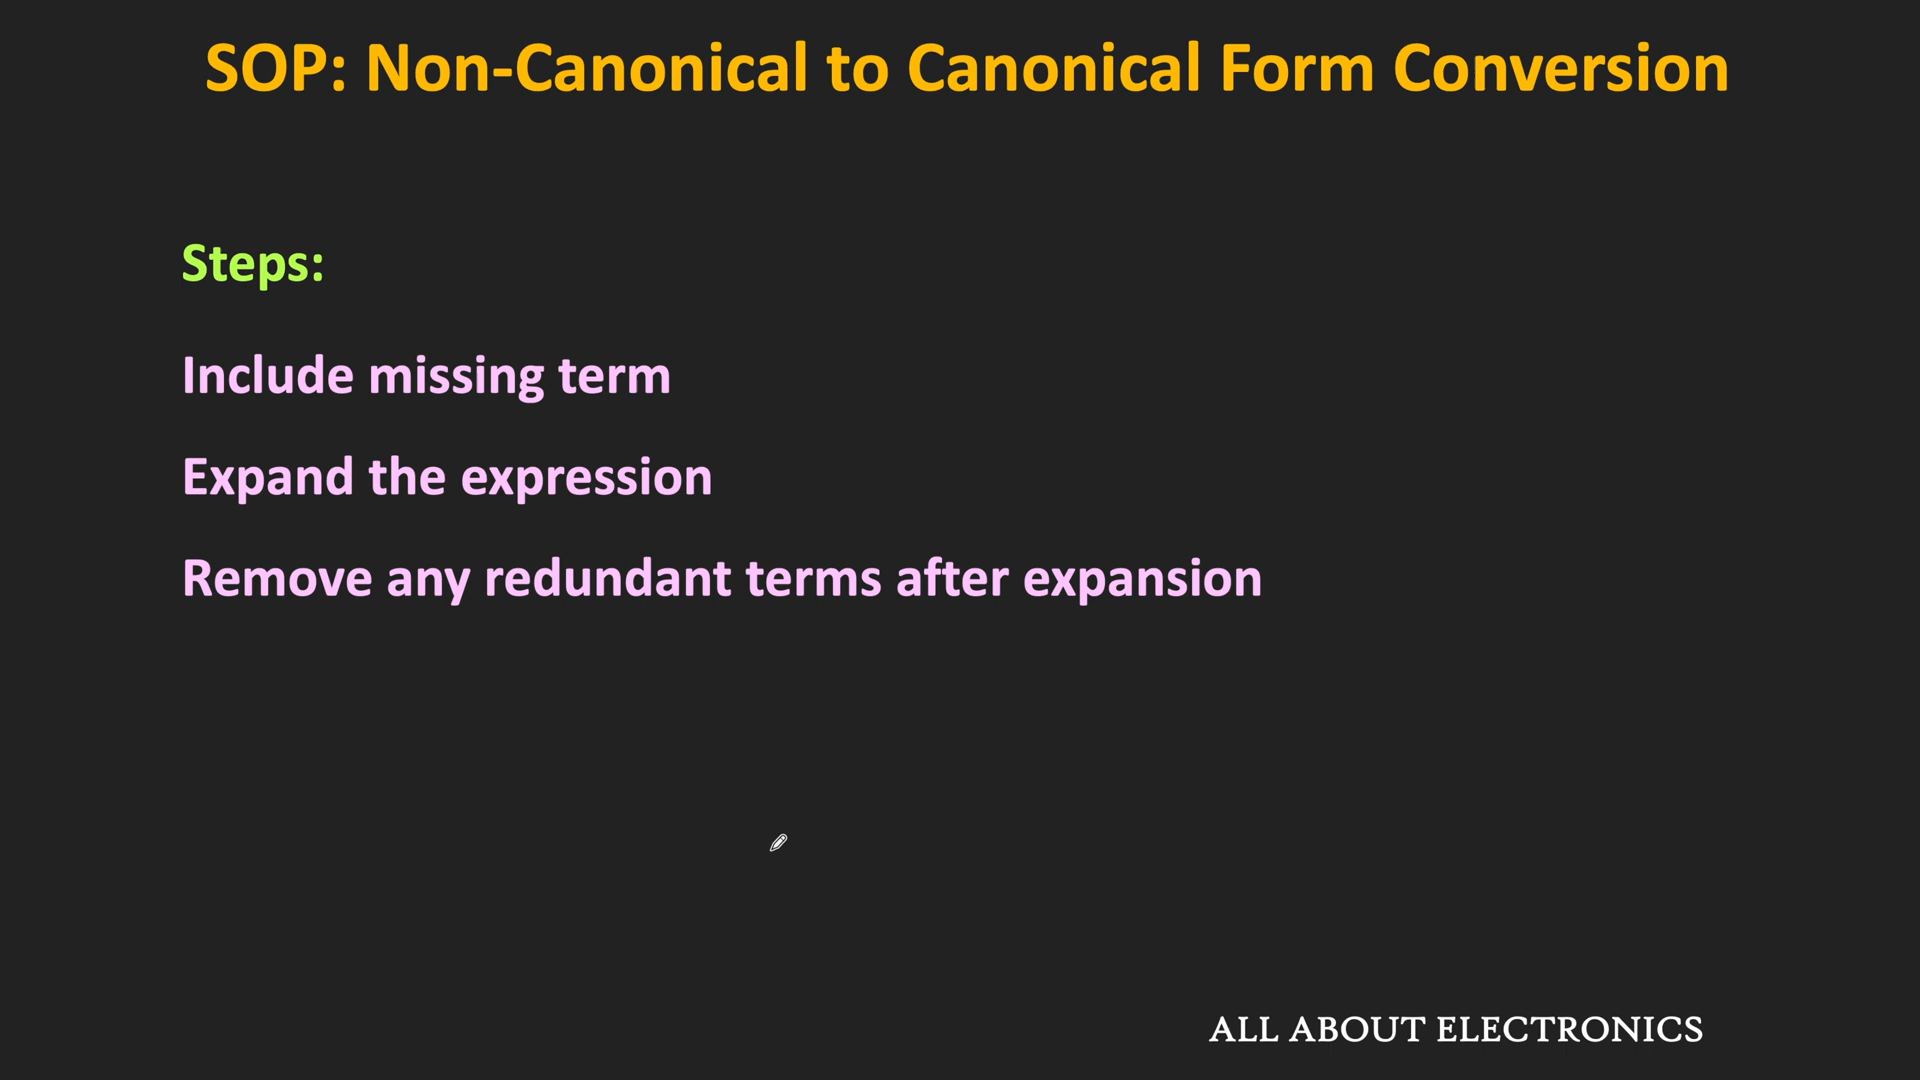 SOP: Non-Canonical to Canonical Form Conversion
Steps:
Include missing term
Expand the expression
Remove any redundant terms after expansion
ALL ABOUT ELECTRONICS